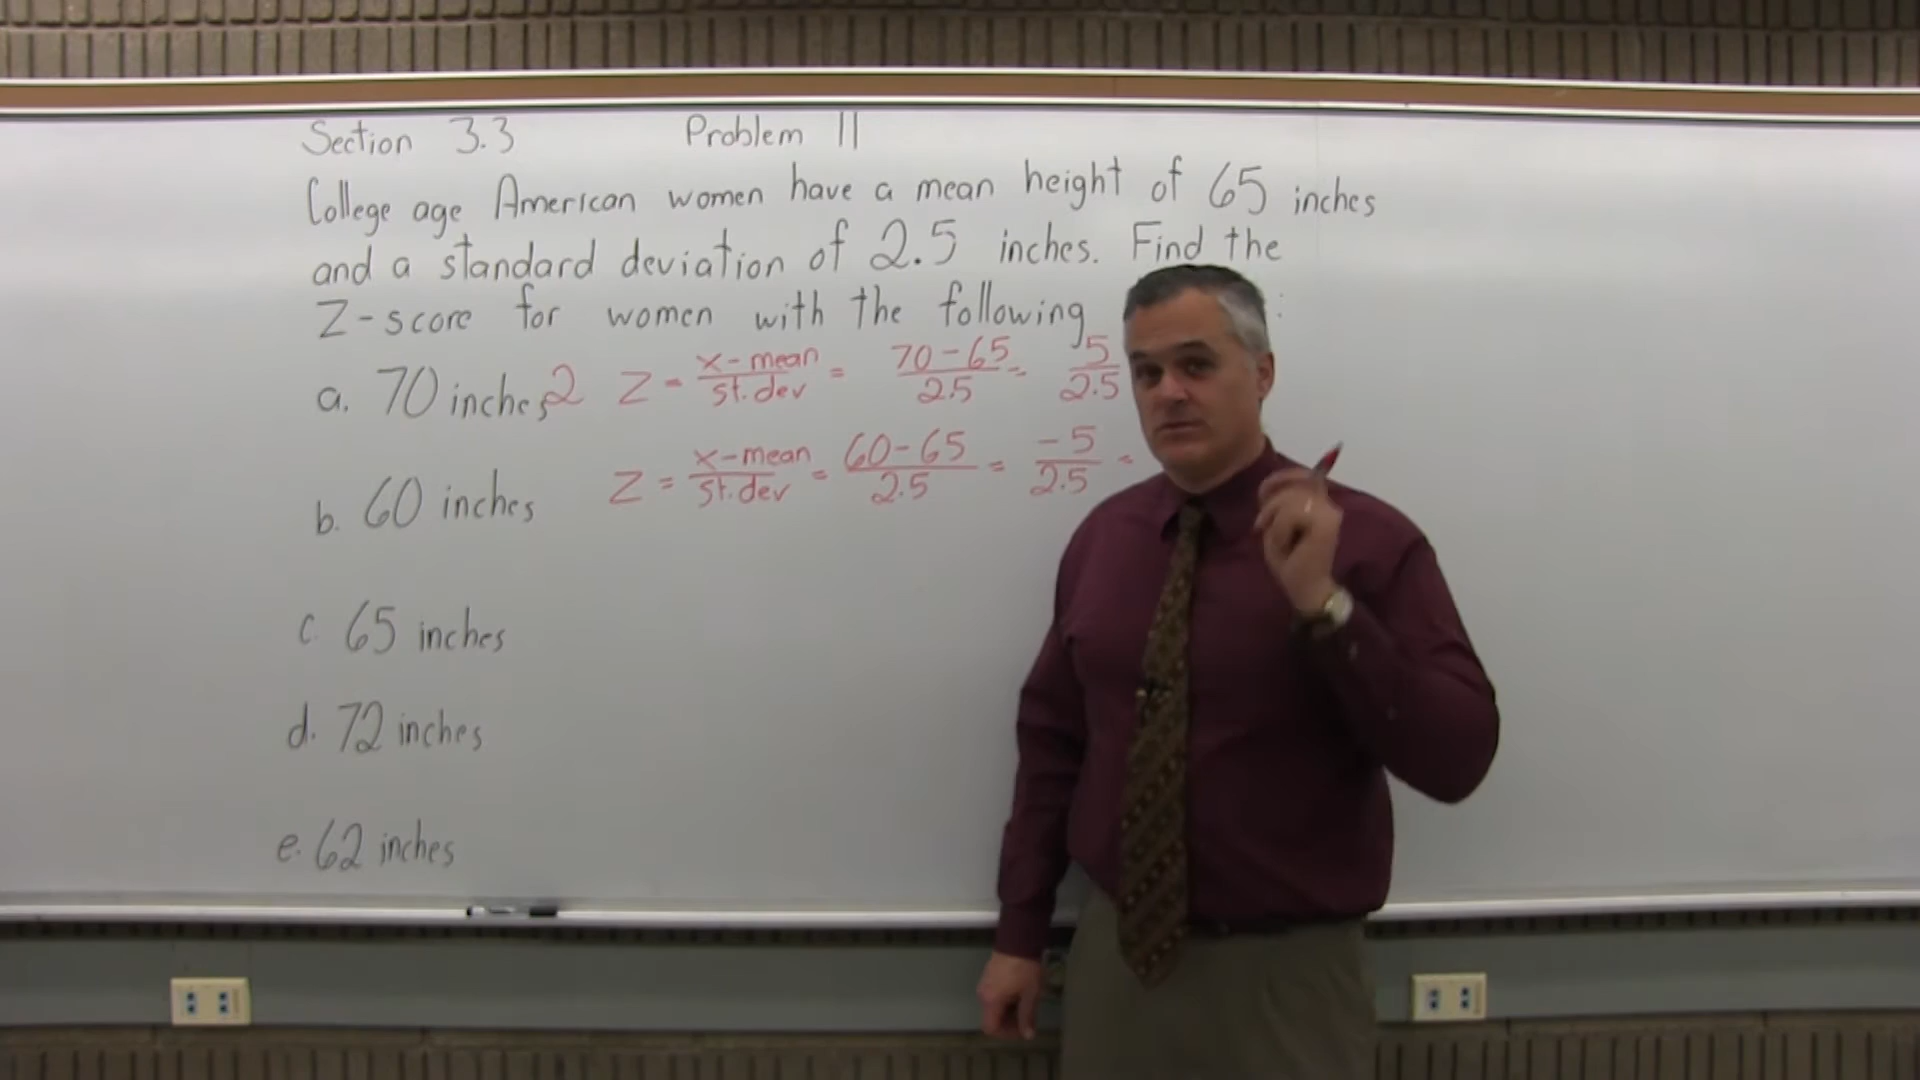 Section 3.3 Problem 11
College age American women have a mean height of 65 inches
and a standard deviation of 2.5 inches. Find the
Z-score for women with the following :
a. 70 inches 2 Z = x-mean/st.dev = 70-65/2.5 = 5/2.5
b. 60 inches Z = x-mean/st.dev = 60-65/2.5 = -5/2.5 =
c. 65 inches
d. 72 inches
e. 62 inches